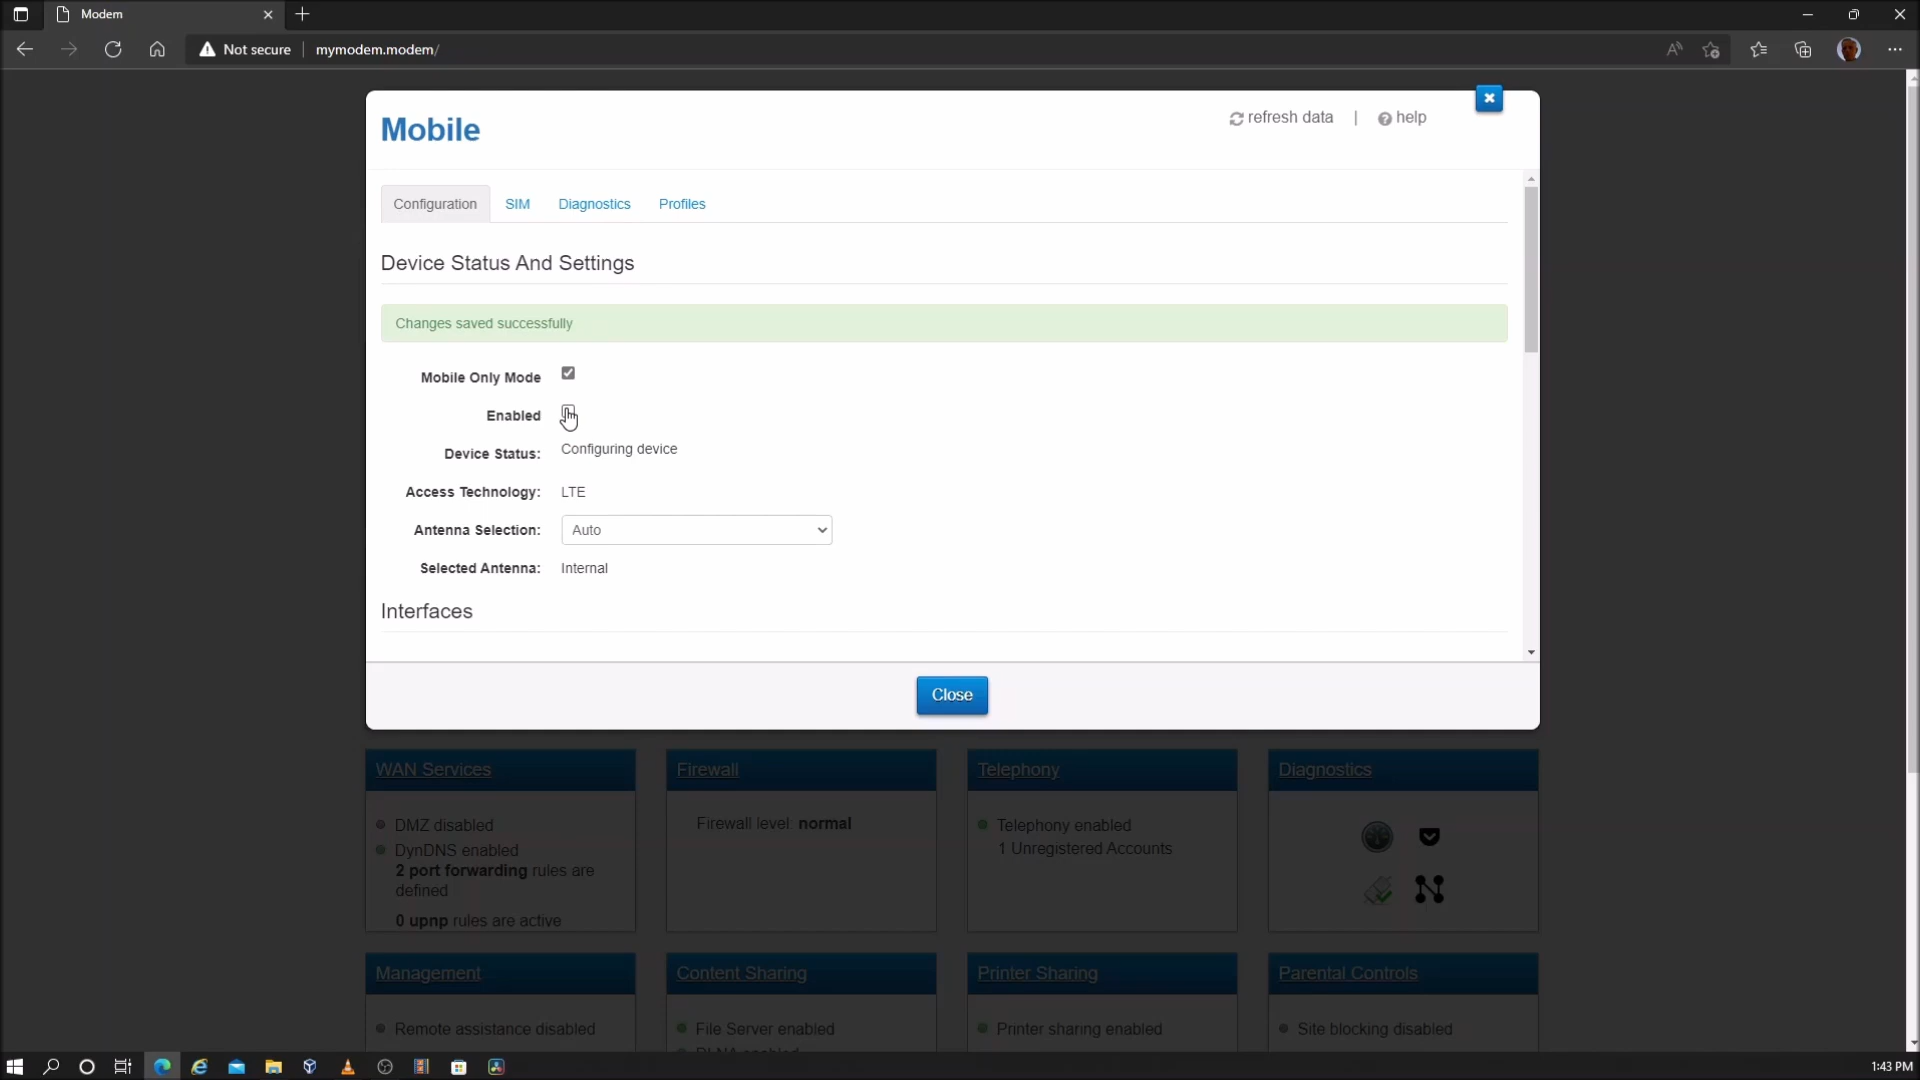 Modem
Not secure
mymodem.modem/
Mobile
refresh data | help
Configuration SIM Diagnostics Profiles
Device Status And Settings
Changes saved successfully
Mobile Only Mode
Enabled
Device Status: Configuring device
Access Technology: LTE
Antenna Selection: Auto
Selected Antenna: Internal
Interfaces
Close
WAN Services
DMZ disabled
DynDNS enabled
2 port forwarding rules are
defined
0 upnp rules are active
Firewall
Firewall level: normal
Telephony
Telephony enabled
1 Unregistered Accounts
Diagnostics
Management
Remote assistance disabled
Content Sharing
File Server enabled
Printer Sharing
Printer sharing enabled
Parental Controls
Site blocking disabled
1:43 PM